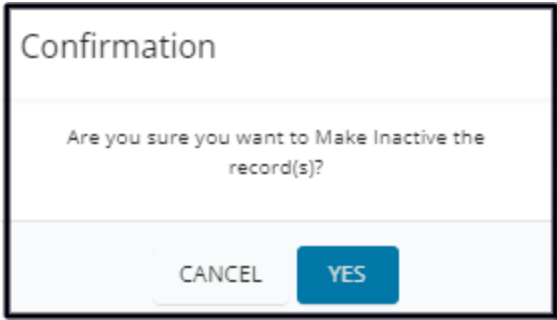 Confirmation
Are you sure you want to Make Inactive the
record(s)?
CANCEL YES